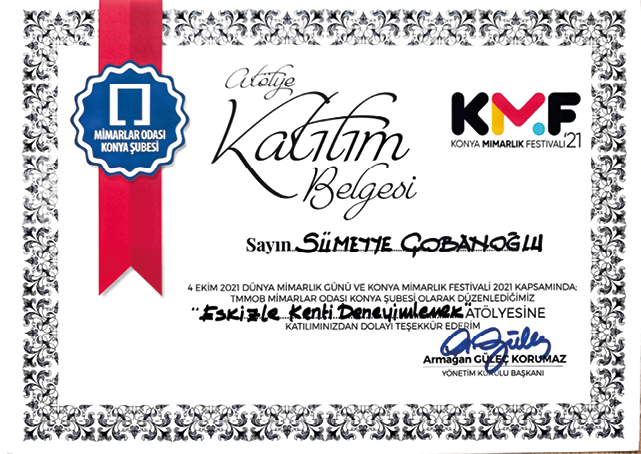 MİMARLAR ODASI
KONYA ŞUBESİ
Atölye
Katılım
Belgesi
KMF
KONYA MIMARLIK FESTİVALİ '21
Sayın SÜMEYYE ÇOBANOĞLU
4 EKİM 2021 DÜNYA MİMARLIK GÜNÜ VE KONYA MİMARLIK FESTİVALİ 2021 KAPSAMINDA;
TMMOB MİMARLAR ODASI KONYA ŞUBESİ OLARAK DÜZENLEDİĞİMİZ
"Eskizle Kenti Deneyimlemek" ATÖLYESİNE
KATILIMINIZDAN DOLAYI TEŞEKKÜR EDERİM
Armağan GÜLEÇ KORUMAZ
YÖNETİM KURULU BAŞKANI